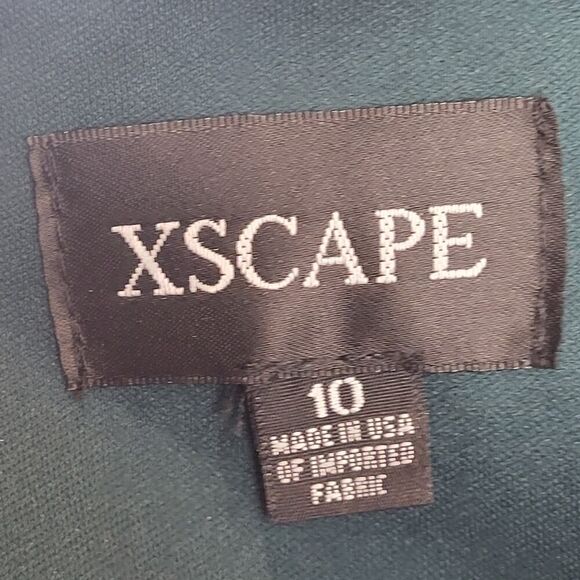 XSCAPE
10
MADE IN USA
OF IMPORTED
FABRIC